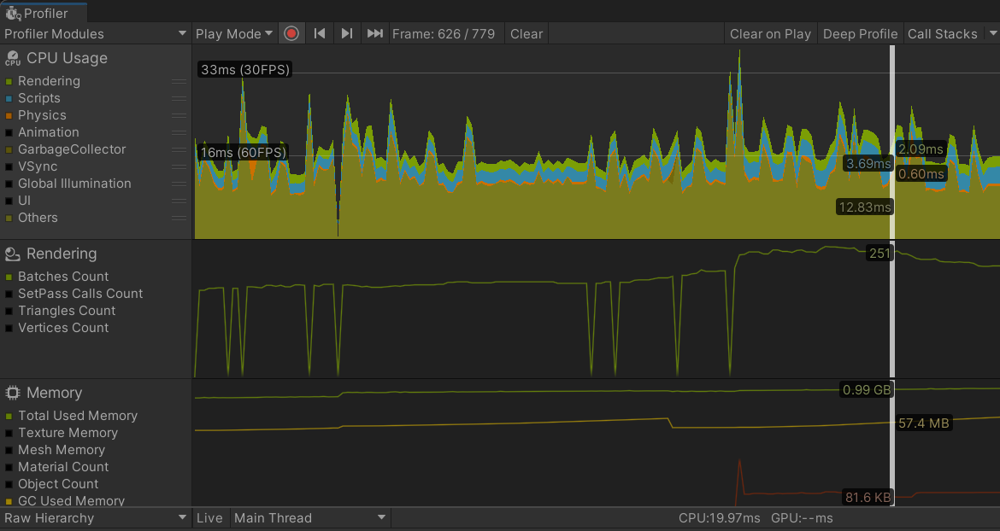 Profiler
Profiler Modules Play Mode Frame: 626 / 779 Clear Clear on Play Deep Profile Call Stacks
CPU CPU Usage
Rendering
Scripts
Physics
Animation
GarbageCollector
VSync
Global Illumination
UI
Others
33ms (30FPS)
16ms (60FPS)
2.09ms
3.69ms
0.60ms
12.83ms
Rendering
Batches Count
SetPass Calls Count
Triangles Count
Vertices Count
251
Memory
Total Used Memory
Texture Memory
Mesh Memory
Material Count
Object Count
GC Used Memory
0.99 GB
57.4 MB
81.6 KB
Raw Hierarchy Live Main Thread CPU:19.97ms GPU:--ms